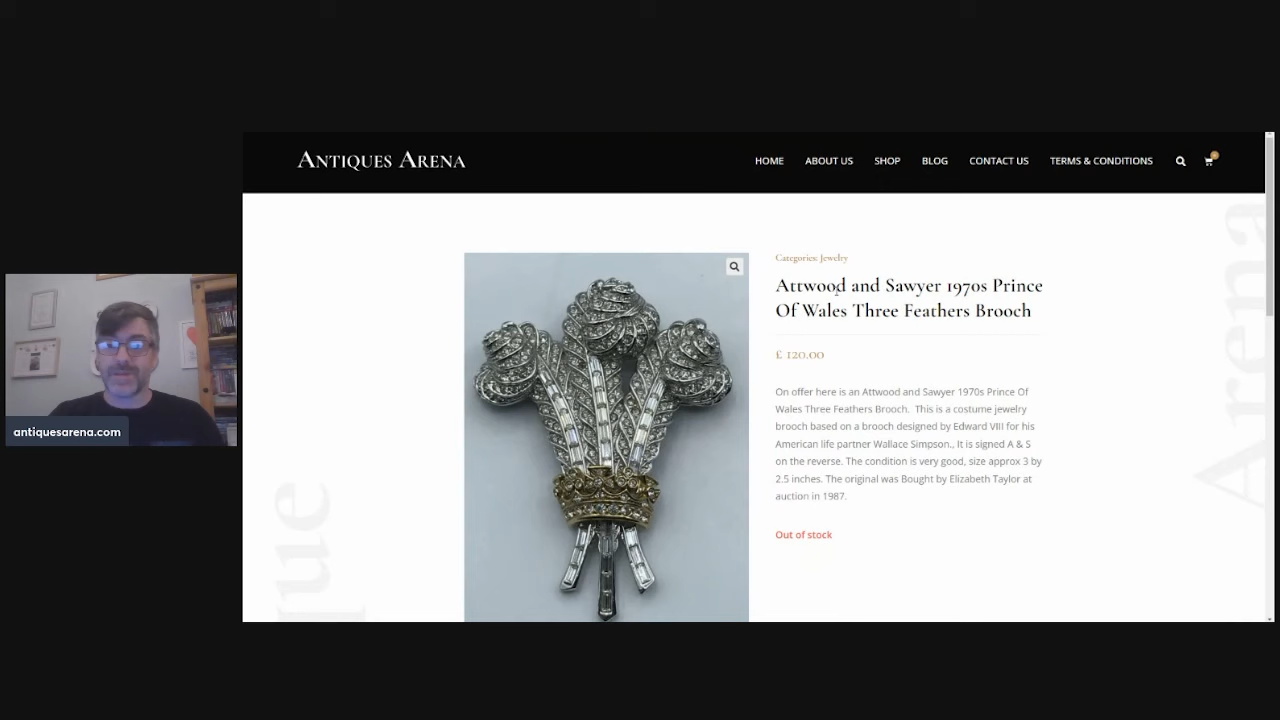 ANTIQUES ARENA
HOME ABOUT US SHOP BLOG CONTACT US TERMS & CONDITIONS
Categories: Jewelry
Attwood and Sawyer 1970s Prince
Of Wales Three Feathers Brooch
£ 120.00
On offer here is an Attwood and Sawyer 1970s Prince Of
Wales Three Feathers Brooch. This is a costume jewelry
brooch based on a brooch designed by Edward VIII for his
American life partner Wallace Simpson., It is signed A & S
on the reverse. The condition is very good, size approx 3 by
2.5 inches. The original was Bought by Elizabeth Taylor at
auction in 1987.
Out of stock
antiquesarena.com
Arena
que